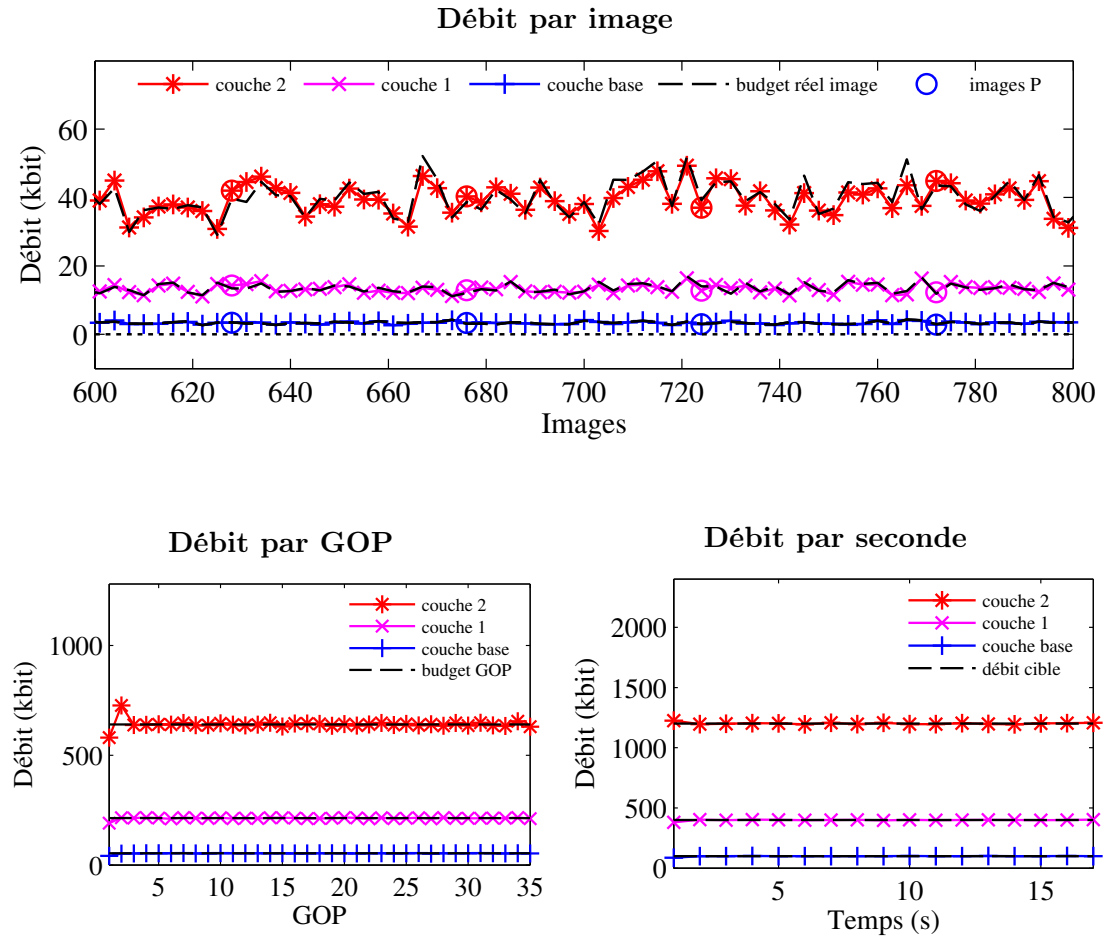 Débit par image
couche 2 couche 1 couche base budget réel image images P
60
40
20
0
Débit (kbit)
600 620 640 660 680 700 720 740 760 780 800
Images
Débit par GOP
couche 2
couche 1
couche base
budget GOP
1000
500
0
Débit (kbit)
5 10 15 20 25 30 35
GOP
Débit par seconde
couche 2
couche 1
couche base
débit cible
2000
1500
1000
500
0
Débit (kbit)
5 10 15
Temps (s)